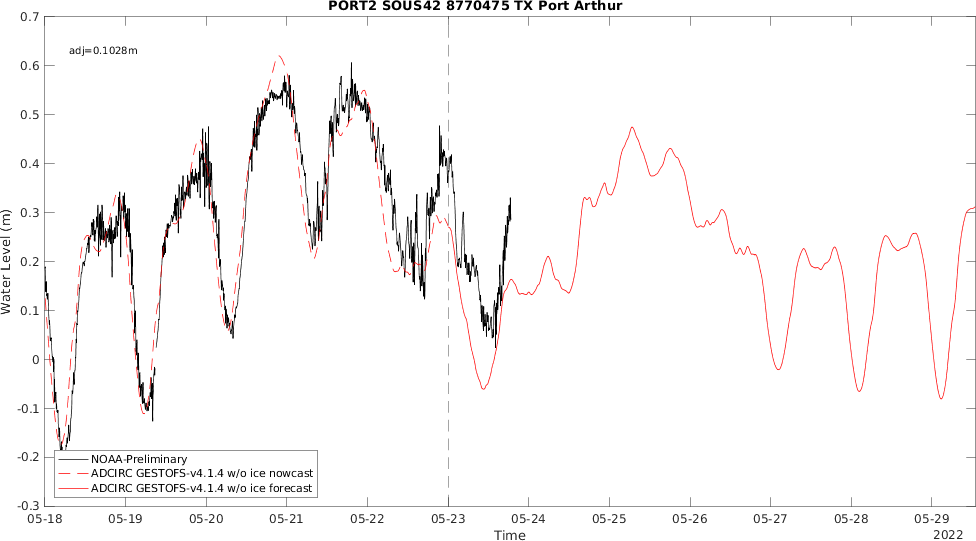 PORT2 SOUS42 8770475 TX Port Arthur
adj=0.1028m
0.7
0.6
0.5
0.4
0.3
0.2
0.1
0
-0.1
-0.2
-0.3
Water Level (m)
NOAA-Preliminary
ADCIRC GESTOFS-v4.1.4 w/o ice nowcast
ADCIRC GESTOFS-v4.1.4 w/o ice forecast
05-18 05-19 05-20 05-21 05-22 05-23 05-24 05-25 05-26 05-27 05-28 05-29
Time
2022